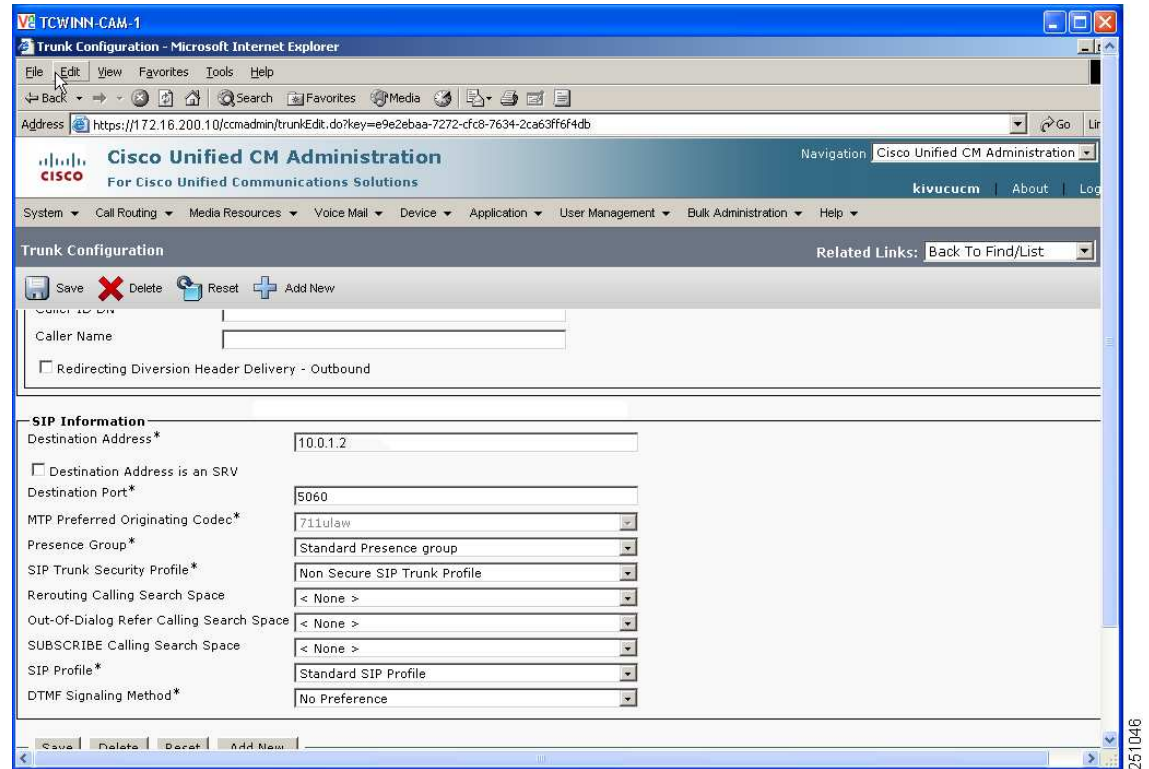 TCWINN-CAM-1
Trunk Configuration - Microsoft Internet Explorer
File Edit View Favorites Tools Help
Back Search Favorites Media
Address https://172.16.200.10/ccmadmin/trunkEdit.do?key=e9e2ebaa-7272-cfc8-7634-2ca63ff6f4db Go
cisco Cisco Unified CM Administration Navigation Cisco Unified CM Administration
For Cisco Unified Communications Solutions
kivucucm | About | Log
System Call Routing Media Resources Voice Mail Device Application User Management Bulk Administration Help
Trunk Configuration Related Links: Back To Find/List
Save Delete Reset Add New
Caller ID DN
Caller Name
Redirecting Diversion Header Delivery - Outbound
SIP Information
Destination Address* 10.0.1.2
Destination Address is an SRV
Destination Port* 5060
MTP Preferred Originating Codec* 711ulaw
Presence Group* Standard Presence group
SIP Trunk Security Profile* Non Secure SIP Trunk Profile
Rerouting Calling Search Space < None >
Out-Of-Dialog Refer Calling Search Space < None >
SUBSCRIBE Calling Search Space < None >
SIP Profile* Standard SIP Profile
DTMF Signaling Method* No Preference
Save Delete Reset Add New
251046